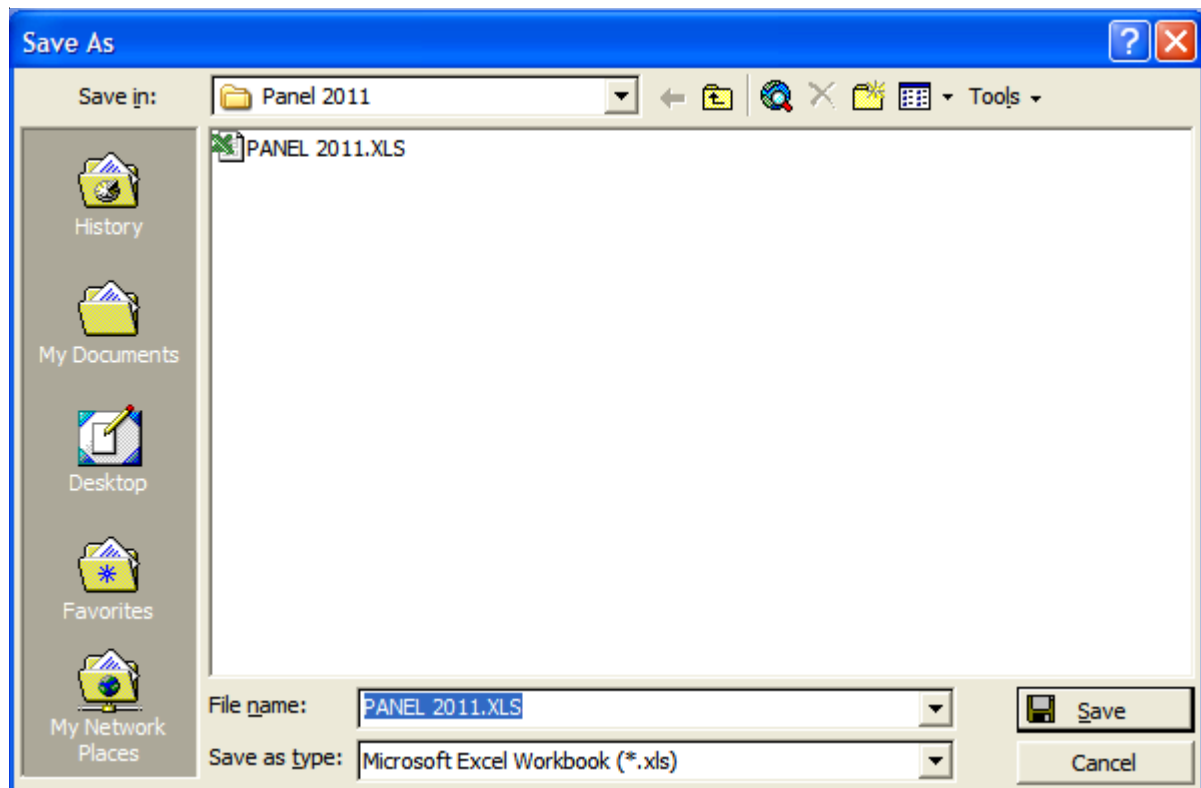 Save As
Save in:
Panel 2011
Tools
PANEL 2011.XLS
History
My Documents
Desktop
Favorites
My Network
Places
File name:
PANEL 2011.XLS
Save
Save as type:
Microsoft Excel Workbook (*.xls)
Cancel